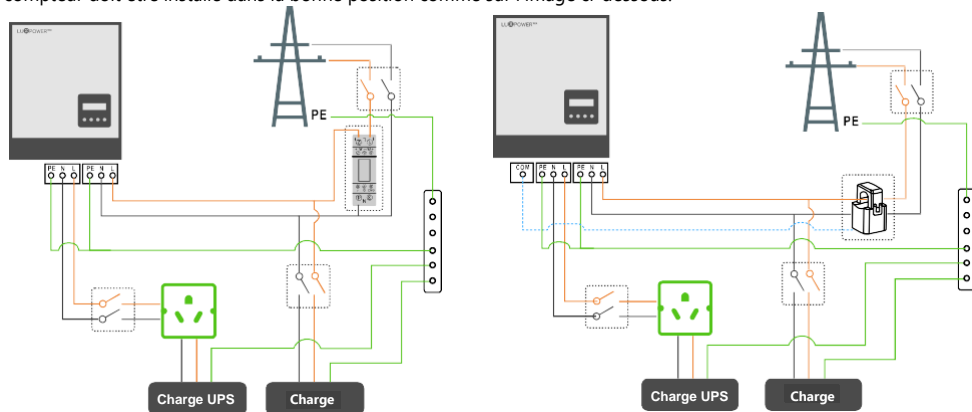 compteur doit être installé dans la bonne position comme sur l'image ci-dessous.
LUXPOWER
PE
PE N L PE N L
Charge UPS
Charge
LUXPOWER
PE
COM PE N L PE N L
Charge UPS
Charge